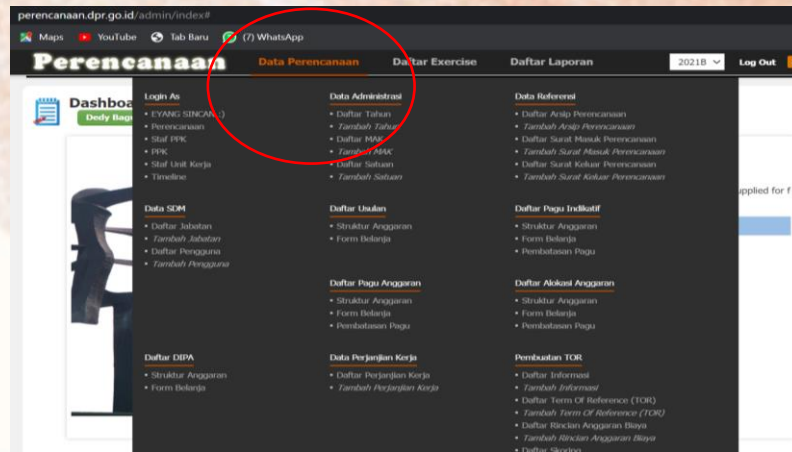 perencanaan.dpr.go.id/admin/index#
Maps YouTube Tab Baru (7) WhatsApp
Perencanaan Data Perencanaan Daftar Exercise Daftar Laporan 2021B Log Out
Dashboa
Dedy Bag
Login As
• EYANG SINCAN :)
• Perencanaan
• Staf PPK
• PPK
• Staf Unit Kerja
• Timeline
Data Administrasi
• Daftar Tahun
• Tambah Tahun
• Daftar MAK
• Tambah MAK
• Daftar Satuan
• Tambah Satuan
Data Referensi
• Daftar Arsip Perencanaan
• Tambah Arsip Perencanaan
• Daftar Surat Masuk Perencanaan
• Tambah Surat Masuk Perencanaan
• Daftar Surat Keluar Perencanaan
• Tambah Surat Keluar Perencanaan
upplied for f
Data SDM
• Daftar Jabatan
• Tambah Jabatan
• Daftar Pengguna
• Tambah Pengguna
Daftar Usulan
• Struktur Anggaran
• Form Belanja
Daftar Pagu Indikatif
• Struktur Anggaran
• Form Belanja
• Pembatasan Pagu
Daftar Pagu Anggaran
• Struktur Anggaran
• Form Belanja
• Pembatasan Pagu
Daftar Alokasi Anggaran
• Struktur Anggaran
• Form Belanja
• Pembatasan Pagu
Daftar DIPA
• Struktur Anggaran
• Form Belanja
Data Perjanjian Kerja
• Daftar Perjanjian Kerja
• Tambah Perjanjian Kerja
Pembuatan TOR
• Daftar Informasi
• Tambah Informasi
• Daftar Term Of Reference (TOR)
• Tambah Term Of Reference (TOR)
• Daftar Rincian Anggaran Biaya
• Tambah Rincian Anggaran Biaya
• Daftar Skoring